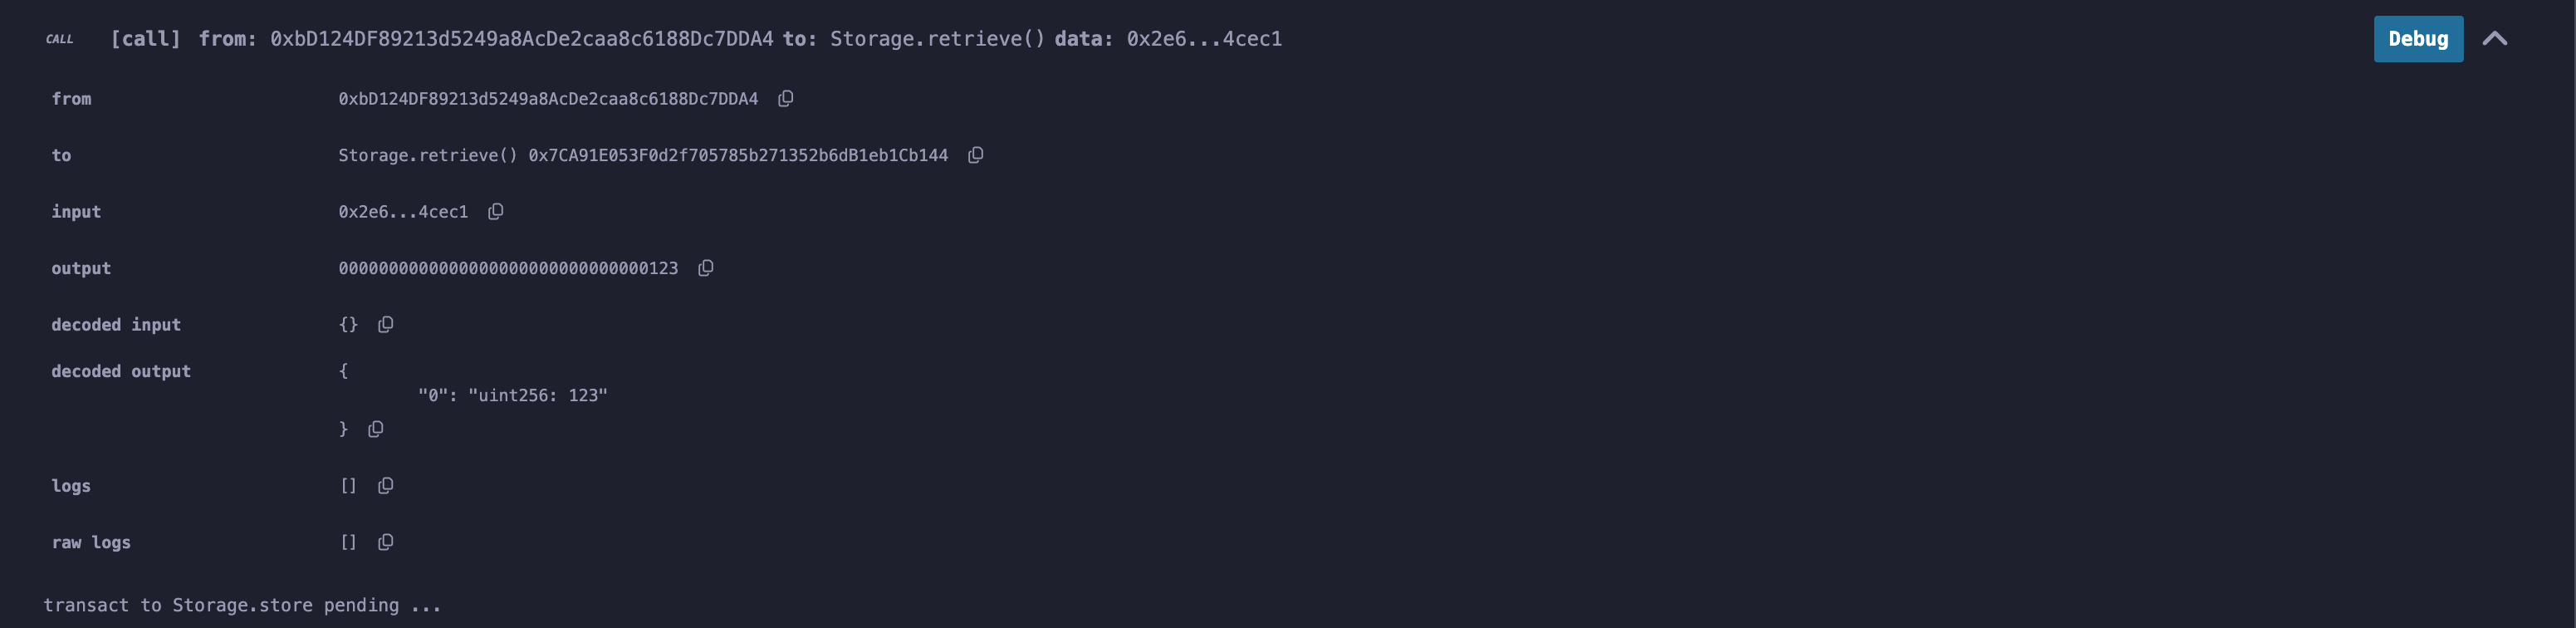 CALL [call] from: 0xbD124DF89213d5249a8AcDe2caa8c6188Dc7DDA4 to: Storage.retrieve() data: 0x2e6...4cec1 Debug
from 0xbD124DF89213d5249a8AcDe2caa8c6188Dc7DDA4
to Storage.retrieve() 0x7CA91E053F0d2f705785b271352b6dB1eb1Cb144
input 0x2e6...4cec1
output 0000000000000000000000000000000123
decoded input {}
decoded output {
"0": "uint256: 123"
}
logs []
raw logs []
transact to Storage.store pending ...